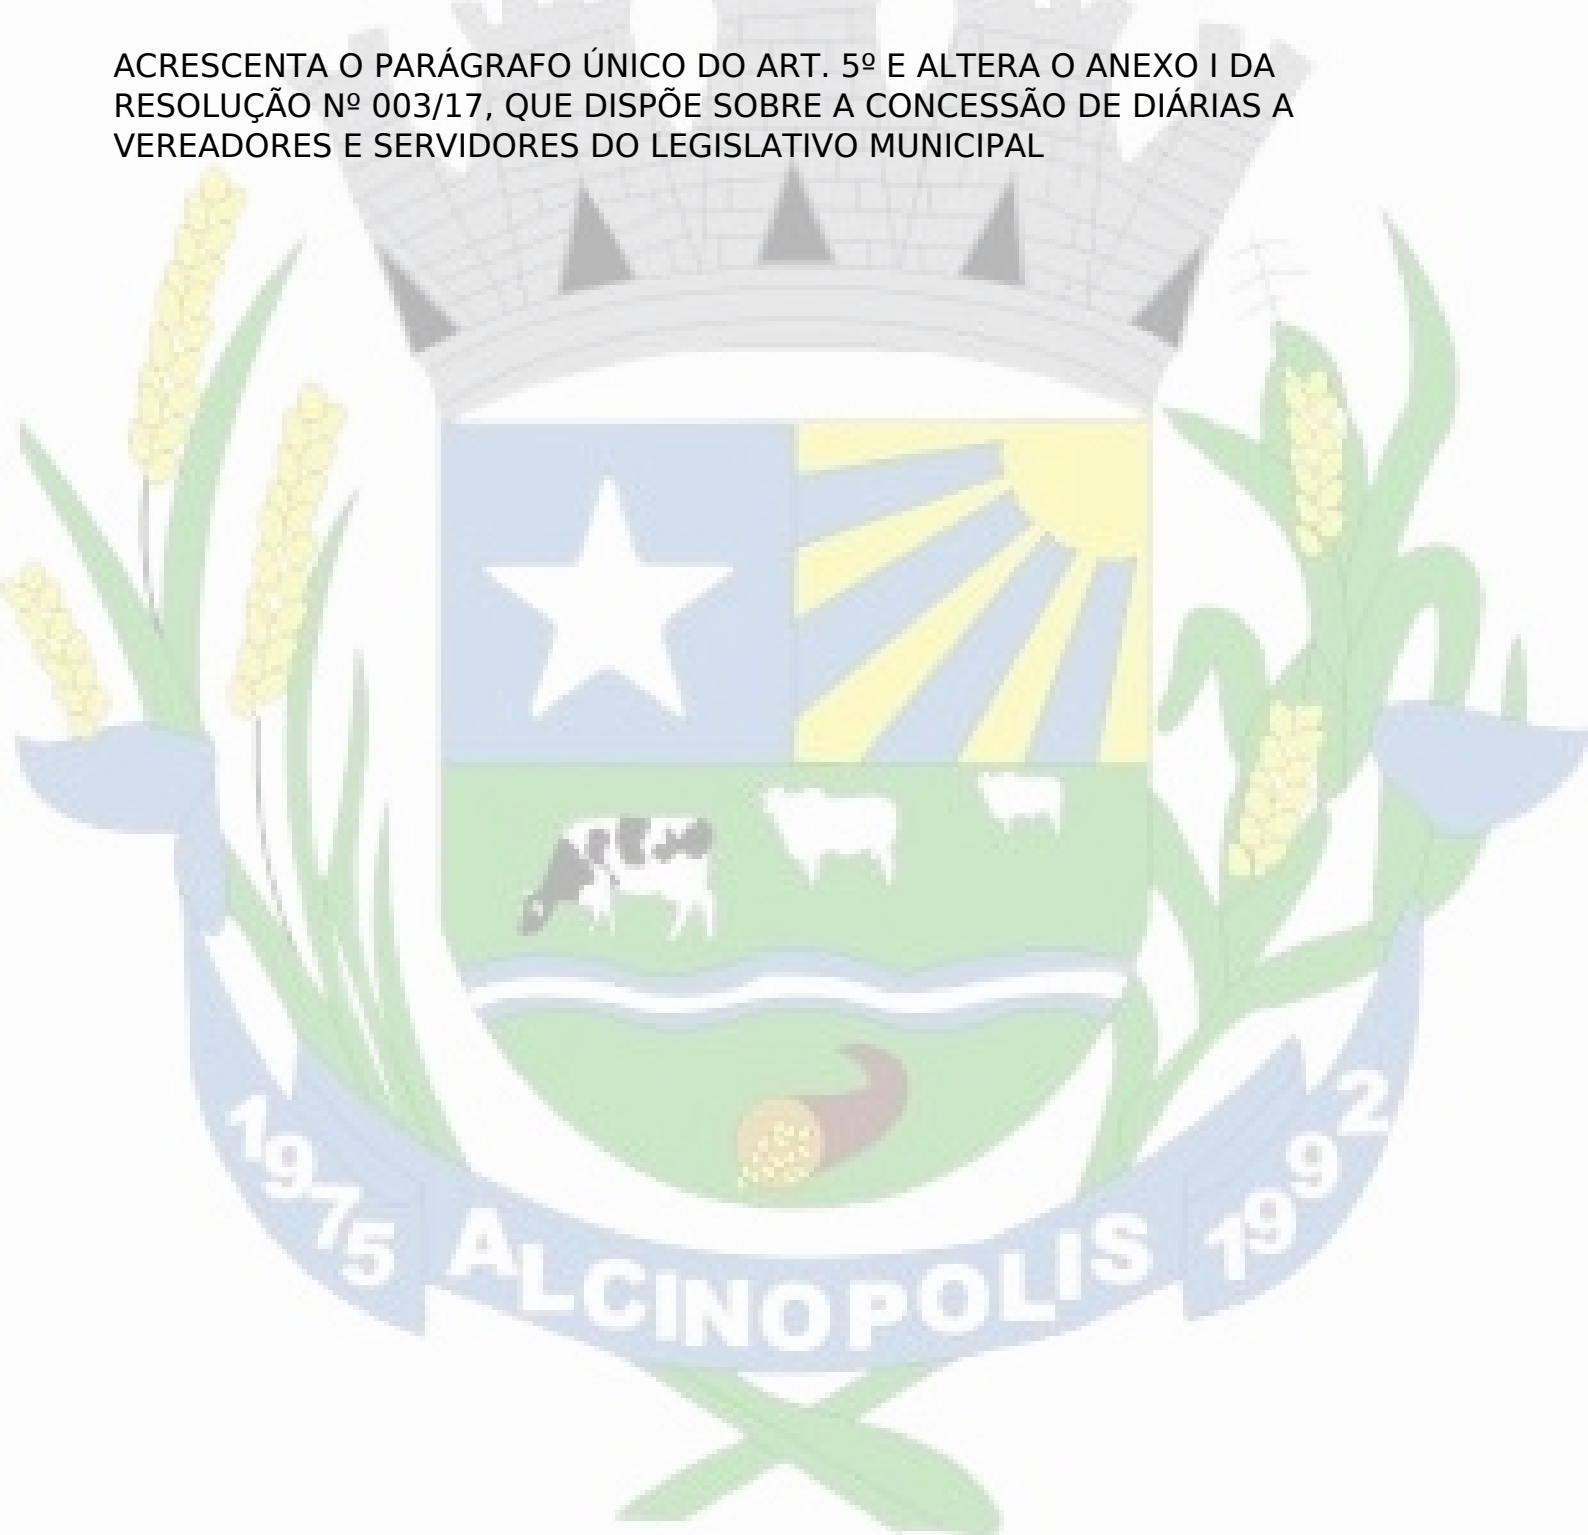 ACRESCENTA O PARÁGRAFO ÚNICO DO ART. 5º E ALTERA O ANEXO I DA
RESOLUÇÃO Nº 003/17, QUE DISPÕE SOBRE A CONCESSÃO DE DIÁRIAS A
VEREADORES E SERVIDORES DO LEGISLATIVO MUNICIPAL
1975 ALCINOPOLIS 1992